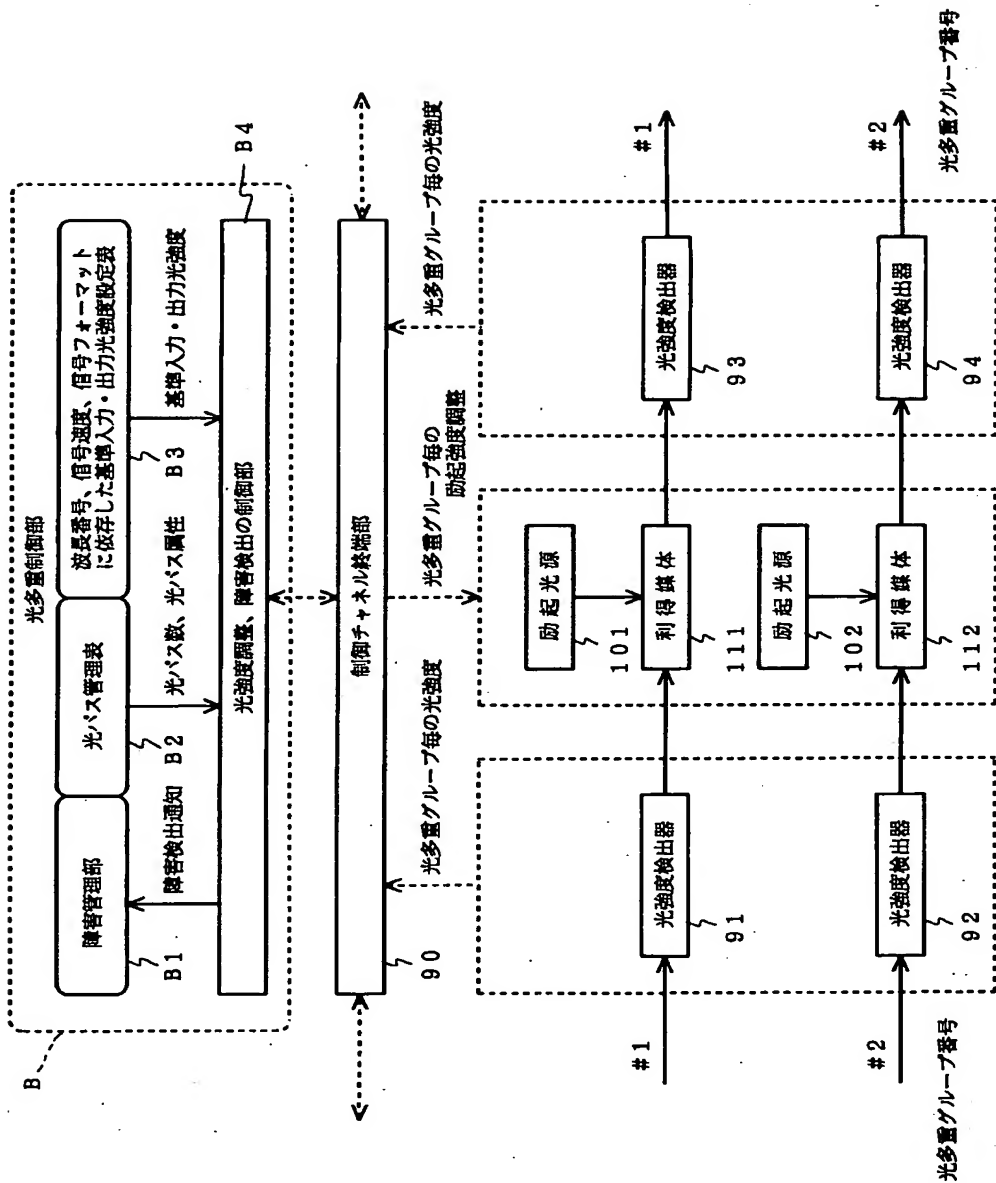 光多重制御部
B
障害管理部
光パス管理表
波長番号、信号速度、信号フォーマット
に依存した基準入力・出力光強度設定表
B1
障害検出通知
B2
光パス数、光パス属性
B3
基準入力・出力光強度
光強度調整、障害検出の制御部
B4
制御チャネル終端部
90
光多重グループ毎の光強度
光多重グループ毎の
励起強度調整
光多重グループ毎の光強度
#1
光強度検出器
91
励起光源
101
利得媒体
111
光強度検出器
93
#1
#2
光強度検出器
92
励起光源
102
利得媒体
112
光強度検出器
94
#2
光多重グループ番号
光多重グループ番号